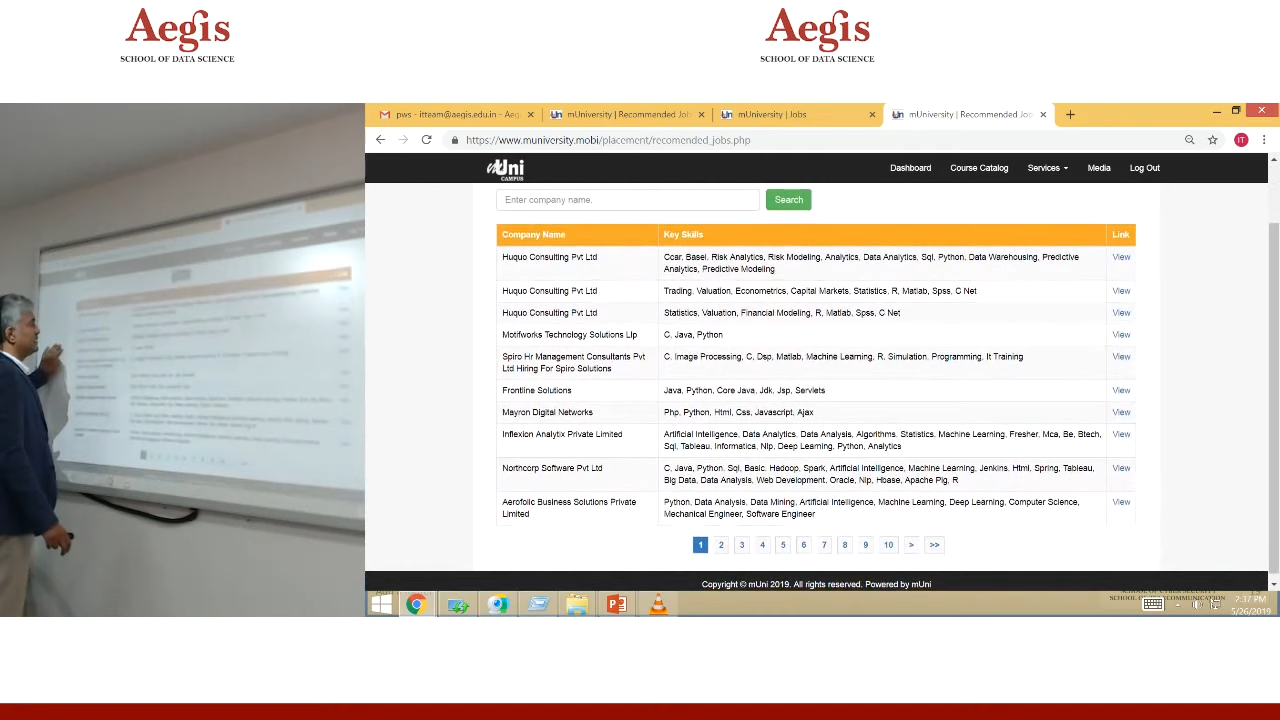 Aegis
SCHOOL OF DATA SCIENCE
Aegis
SCHOOL OF DATA SCIENCE
pws - itteam@aegis.edu.in - Aeg
mUniversity | Recommended Job
mUniversity | Jobs
mUniversity | Recommended Job
https://www.muniversity.mobi/placement/recomended_jobs.php
IT
mUni
CAMPUS
Dashboard
Course Catalog
Services
Media
Log Out
Enter company name.
Search
Company Name
Key Skills
Link
Huquo Consulting Pvt Ltd
Ccar, Basel, Risk Analytics, Risk Modeling, Analytics, Data Analytics, Sql, Python, Data Warehousing, Predictive
Analytics, Predictive Modeling
View
Huquo Consulting Pvt Ltd
Trading, Valuation, Econometrics, Capital Markets, Statistics, R, Matlab, Spss, C Net
View
Huquo Consulting Pvt Ltd
Statistics, Valuation, Financial Modeling, R, Matlab, Spss, C Net
View
Motifworks Technology Solutions Llp
C, Java, Python
View
Spiro Hr Management Consultants Pvt
Ltd Hiring For Spiro Solutions
C, Image Processing, C, Dsp, Matlab, Machine Learning, R, Simulation, Programming, It Training
View
Frontline Solutions
Java, Python, Core Java, Jdk, Jsp, Servlets
View
Mayron Digital Networks
Php, Python, Html, Css, Javascript, Ajax
View
Inflexion Analytix Private Limited
Artificial Intelligence, Data Analytics, Data Analysis, Algorithms, Statistics, Machine Learning, Fresher, Mca, Be, Btech,
Sql, Tableau, Informatica, Nlp, Deep Learning, Python, Analytics
View
Northcorp Software Pvt Ltd
C, Java, Python, Sql, Basic, Hadoop, Spark, Artificial Intelligence, Machine Learning, Jenkins, Html, Spring, Tableau,
Big Data, Data Analysis, Web Development, Oracle, Nlp, Hbase, Apache Pig, R
View
Aerofolic Business Solutions Private
Limited
Python, Data Analysis, Data Mining, Artificial Intelligence, Machine Learning, Deep Learning, Computer Science,
Mechanical Engineer, Software Engineer
View
1 2 3 4 5 6 7 8 9 10 > >>
Copyright © mUni 2019. All rights reserved. Powered by mUni
2:37 PM
5/26/2019